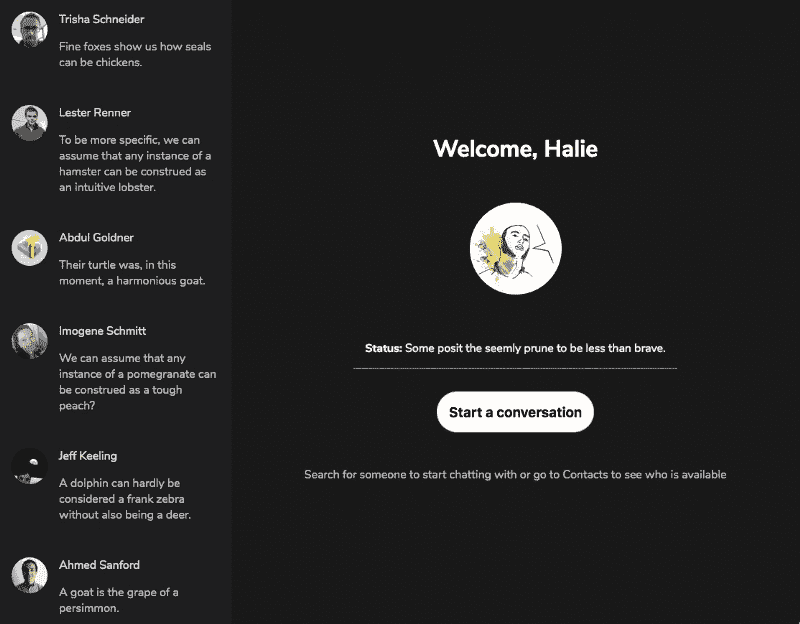 Trisha Schneider
Fine foxes show us how seals
can be chickens.
Lester Renner
To be more specific, we can
assume that any instance of a
hamster can be construed as
an intuitive lobster.
Abdul Goldner
Their turtle was, in this
moment, a harmonious goat.
Imogene Schmitt
We can assume that any
instance of a pomegranate can
be construed as a tough
peach?
Jeff Keeling
A dolphin can hardly be
considered a frank zebra
without also being a deer.
Ahmed Sanford
A goat is the grape of a
persimmon.
Welcome, Halie
Status: Some posit the seemly prune to be less than brave.
Start a conversation
Search for someone to start chatting with or go to Contacts to see who is available